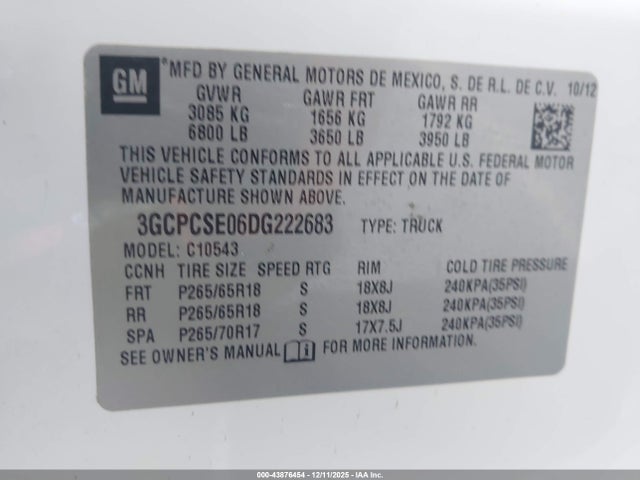 GM
*MFD BY GENERAL MOTORS DE MEXICO, S. DE R.L. DE C.V. 10/12
GVWR GAWR FRT GAWR RR
3085 KG 1656 KG 1792 KG
6800 LB 3650 LB 3950 LB
THIS VEHICLE CONFORMS TO ALL APPLICABLE U.S. FEDERAL MOTOR
VEHICLE SAFETY STANDARDS IN EFFECT ON THE DATE OF
MANUFACTURE SHOWN ABOVE.
3GCPCSE06DG222683 TYPE: TRUCK
MODEL: C10543
CCNH TIRE SIZE SPEED RTG RIM COLD TIRE PRESSURE
FRT P265/65R18 S 18X8J 240KPA(35PSI)
RR P265/65R18 S 18X8J 240KPA(35PSI)
SPA P265/70R17 S 17X7.5J 240KPA(35PSI)
SEE OWNER'S MANUAL i FOR MORE INFORMATION.
000-43876454 - 12/11/2025 - IAA Inc.